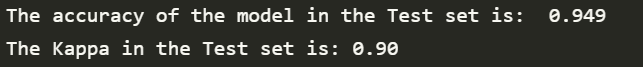 The accuracy of the model in the Test set is:  0.949
The Kappa in the Test set is: 0.90